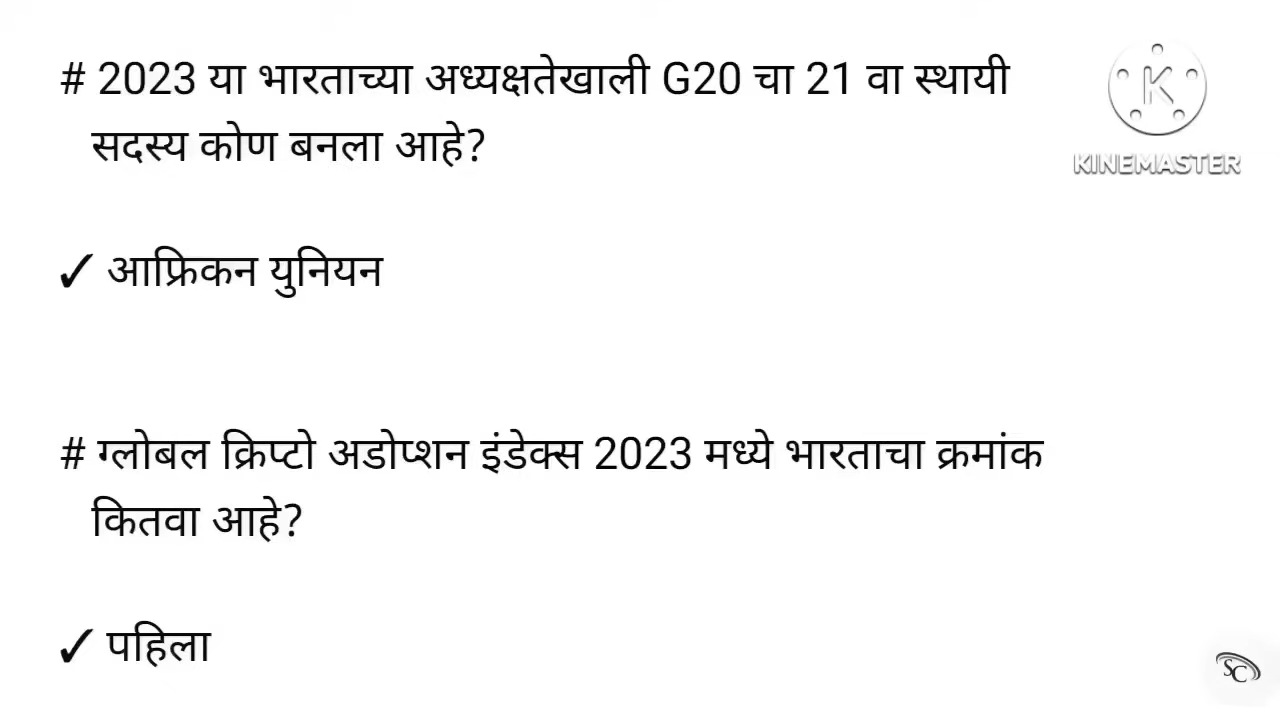 # 2023 या भारताच्या अध्यक्षतेखाली G20 चा 21 वा स्थायी
सदस्य कोण बनला आहे?
KINEMASTER
✓ आफ्रिकन युनियन
# ग्लोबल क्रिप्टो अडोप्शन इंडेक्स 2023 मध्ये भारताचा क्रमांक
कितवा आहे?
✓ पहिला
SC